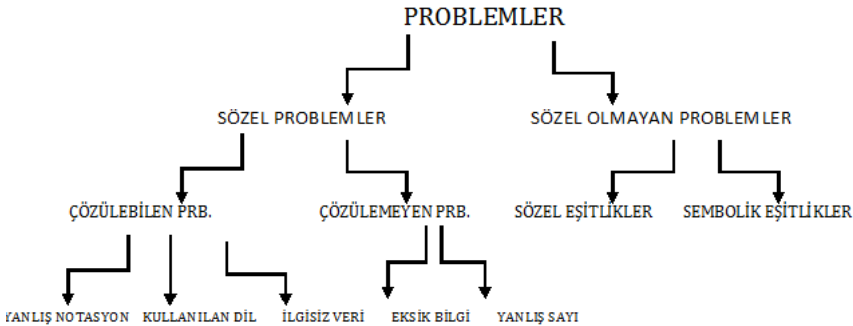 PROBLEMLER
SÖZEL PROBLEMLER
SÖZEL OLMAYAN PROBLEMLER
ÇÖZÜLEBİLEN PRB.
ÇÖZÜLEMEYEN PRB.
SÖZEL EŞİTLİKLER
SEMBOLİK EŞİTLİKLER
YANLIŞ NOTASYON
KULLANILAN DİL
İLGİSİZ VERİ
EKSİK BİLGİ
YANLIŞ SAYI